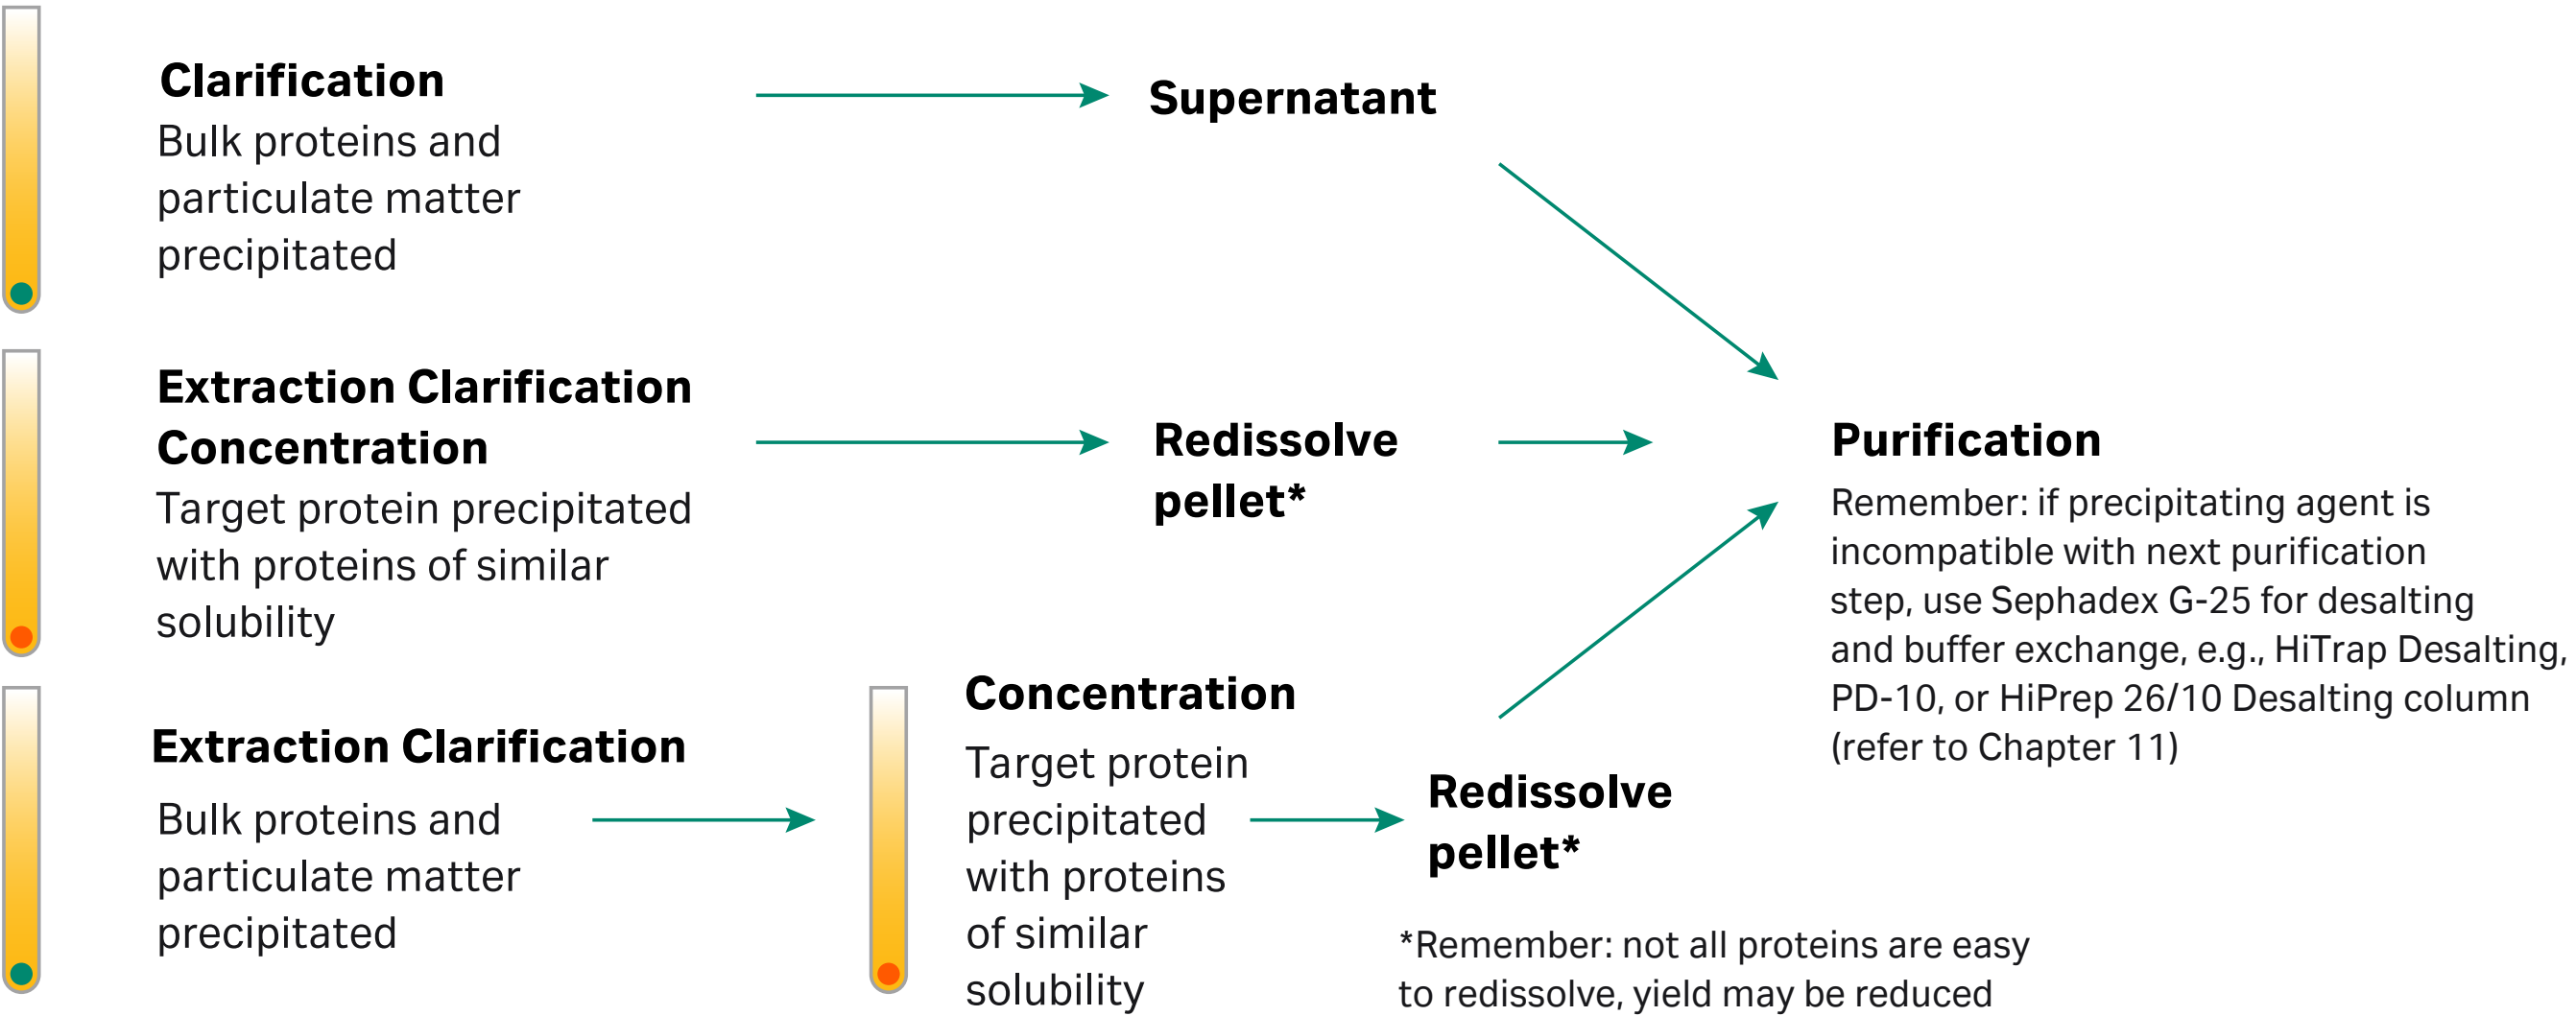 Clarification
Bulk proteins and
particulate matter
precipitated
Supernatant
Extraction Clarification
Concentration
Target protein precipitated
with proteins of similar
solubility
Redissolve
pellet*
Purification
Remember: if precipitating agent is
incompatible with next purification
step, use Sephadex G-25 for desalting
and buffer exchange, e.g., HiTrap Desalting,
PD-10, or HiPrep 26/10 Desalting column
(refer to Chapter 11)
Extraction Clarification
Bulk proteins and
particulate matter
precipitated
Concentration
Target protein
precipitated
with proteins
of similar
solubility
Redissolve
pellet*
*Remember: not all proteins are easy
to redissolve, yield may be reduced